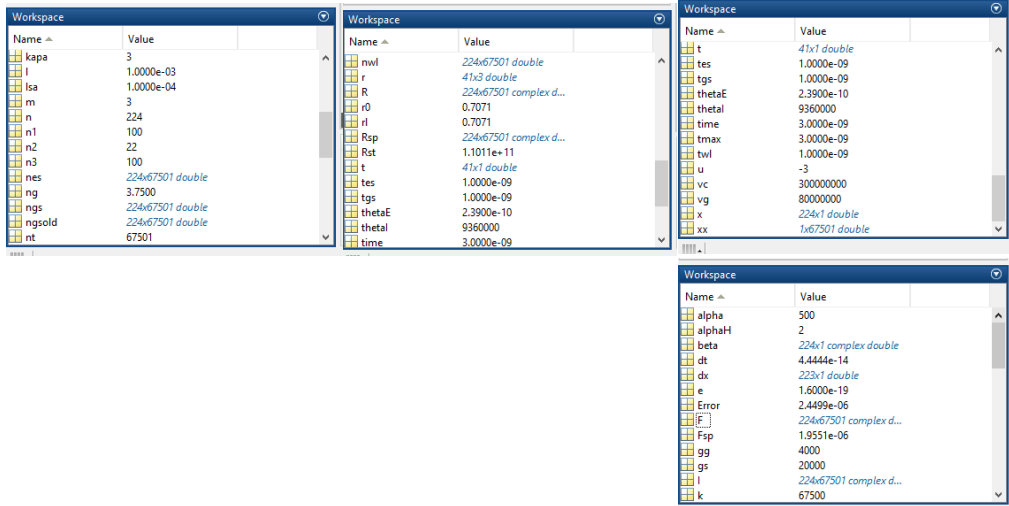 Workspace
Name Value
kapa 3
l 1.0000e-03
lsa 1.0000e-04
m 3
n 224
n1 100
n2 22
n3 100
nes 224x67501 double
ng 3.7500
ngs 224x67501 double
ngsold 224x67501 double
nt 67501
Workspace
Name Value
nwl 224x67501 double
r 41x3 double
R 224x67501 complex d...
r0 0.7071
rl 0.7071
Rsp 224x67501 complex d...
Rst 1.1011e+11
t 41x1 double
tes 1.0000e-09
tgs 1.0000e-09
thetaE 2.3900e-10
thetal 9360000
time 3.0000e-09
Workspace
Name Value
t 41x1 double
tes 1.0000e-09
tgs 1.0000e-09
thetaE 2.3900e-10
thetal 9360000
time 3.0000e-09
tmax 3.0000e-09
twl 1.0000e-09
u -3
vc 300000000
vg 80000000
x 224x1 double
xx 1x67501 double
Workspace
Name Value
alpha 500
alphaH 2
beta 224x1 complex double
dt 4.4444e-14
dx 223x1 double
e 1.6000e-19
Error 2.4499e-06
F 224x67501 complex d...
Fsp 1.9551e-06
gg 4000
gs 20000
I 224x67501 complex d...
k 67500